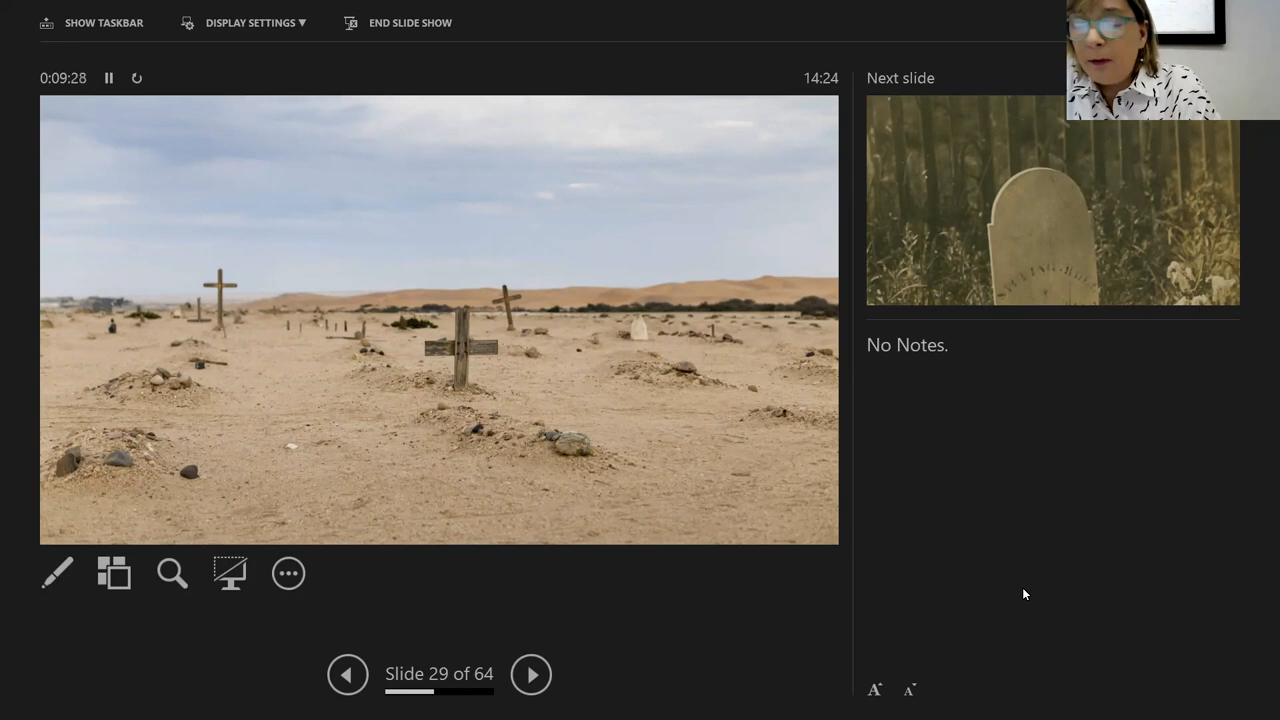 SHOW TASKBAR
DISPLAY SETTINGS ▼
END SLIDE SHOW
0:09:28
14:24
Next slide
No Notes.
Slide 29 of 64
A
A